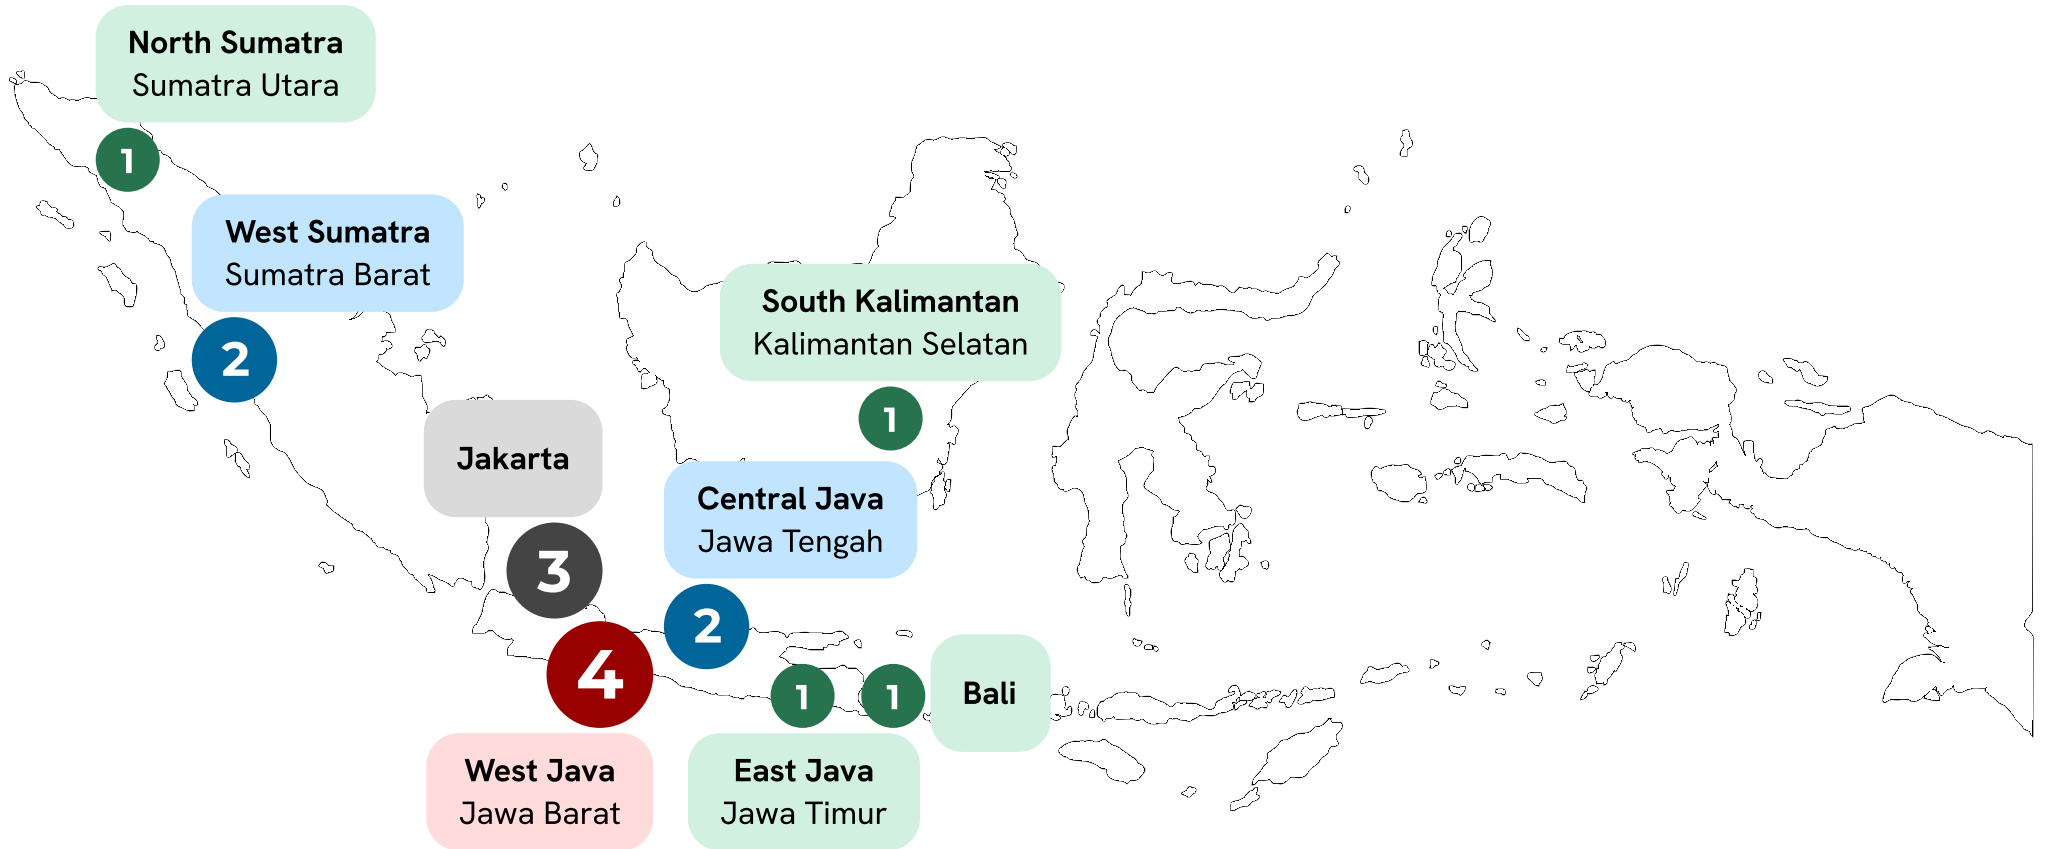 North Sumatra
Sumatra Utara
1
West Sumatra
Sumatra Barat
2
South Kalimantan
Kalimantan Selatan
1
Jakarta
3
Central Java
Jawa Tengah
2
4
West Java
Jawa Barat
1
East Java
Jawa Timur
1
Bali